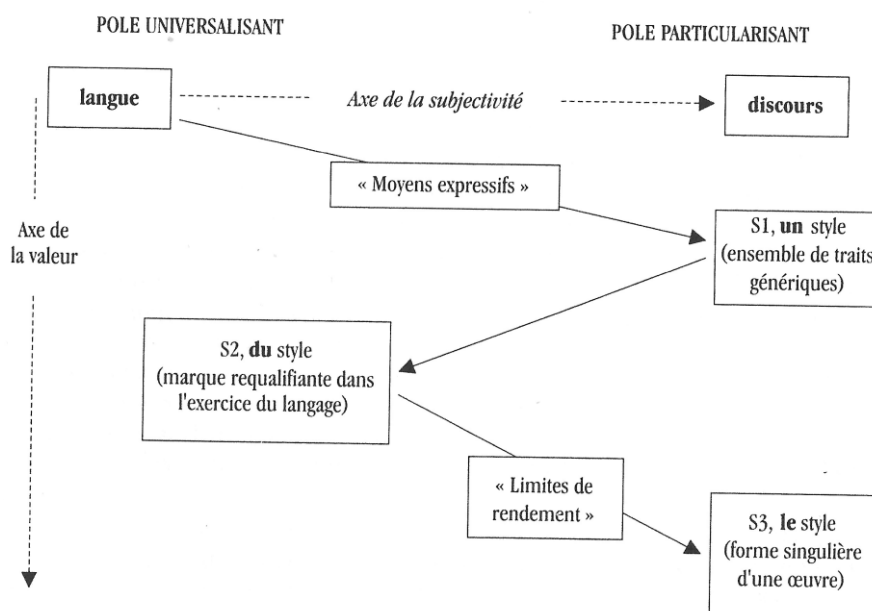 POLE UNIVERSALISANT
POLE PARTICULARISANT
langue
Axe de la subjectivité
discours
« Moyens expressifs »
Axe de
la valeur
S1, un style
(ensemble de traits
génériques)
S2, du style
(marque requalifiante dans
l'exercice du langage)
« Limites de
rendement »
S3, le style
(forme singulière
d'une œuvre)